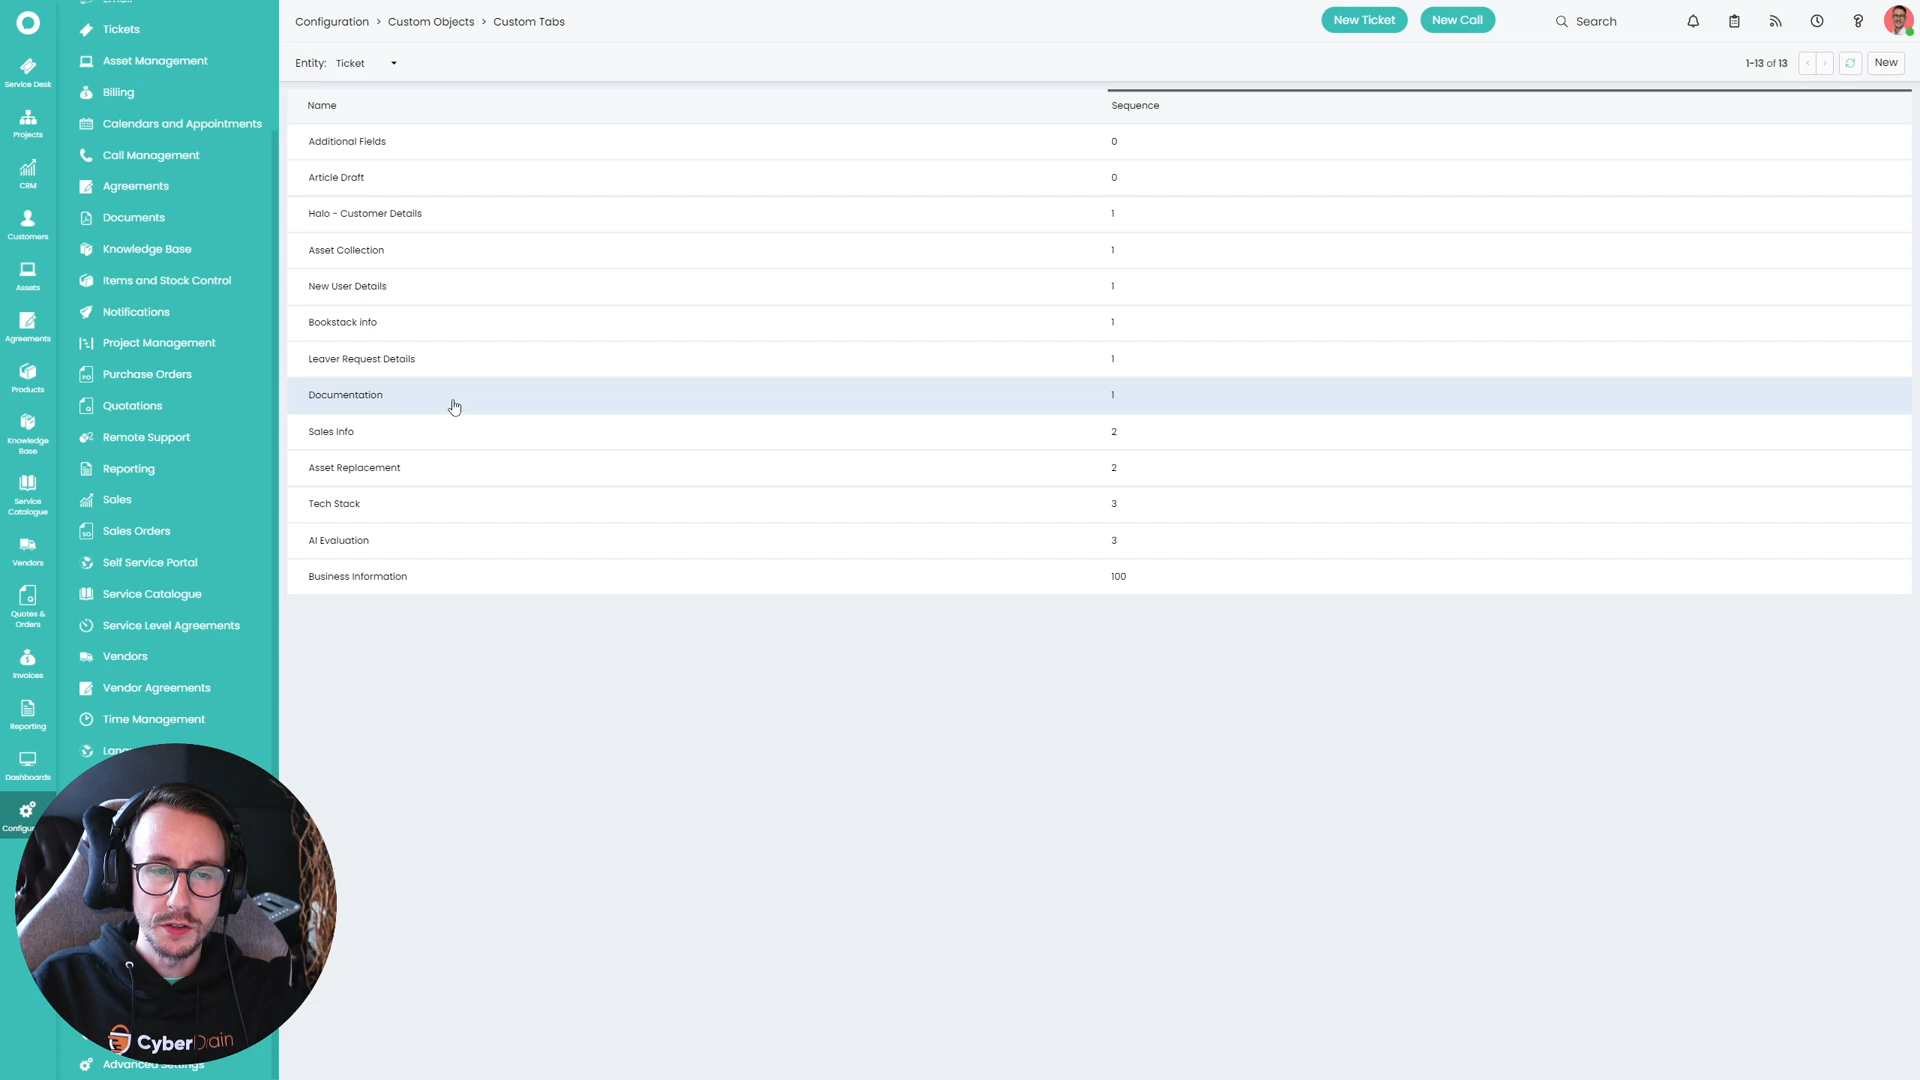 Service Desk
Projects
CRM
Customers
Assets
Agreements
Products
Knowledge
Base
Service
Catalogue
Vendors
Quotes &
Orders
Invoices
Reporting
Dashboards
Tickets
Asset Management
Billing
Calendars and Appointments
Call Management
Agreements
Documents
Knowledge Base
Items and Stock Control
Notifications
Project Management
Purchase Orders
Quotations
Remote Support
Reporting
Sales
Sales Orders
Self Service Portal
Service Catalogue
Service Level Agreements
Vendors
Vendor Agreements
Time Management
Advanced Settings
Configuration > Custom Objects > Custom Tabs
New Ticket
New Call
Search
Entity: Ticket
1-13 of 13
New
Name Sequence
Additional Fields 0
Article Draft 0
Halo - Customer Details 1
Asset Collection 1
New User Details 1
Bookstack info 1
Leaver Request Details 1
Documentation 1
Sales Info 2
Asset Replacement 2
Tech Stack 3
AI Evaluation 3
Business Information 100
CyberDrain